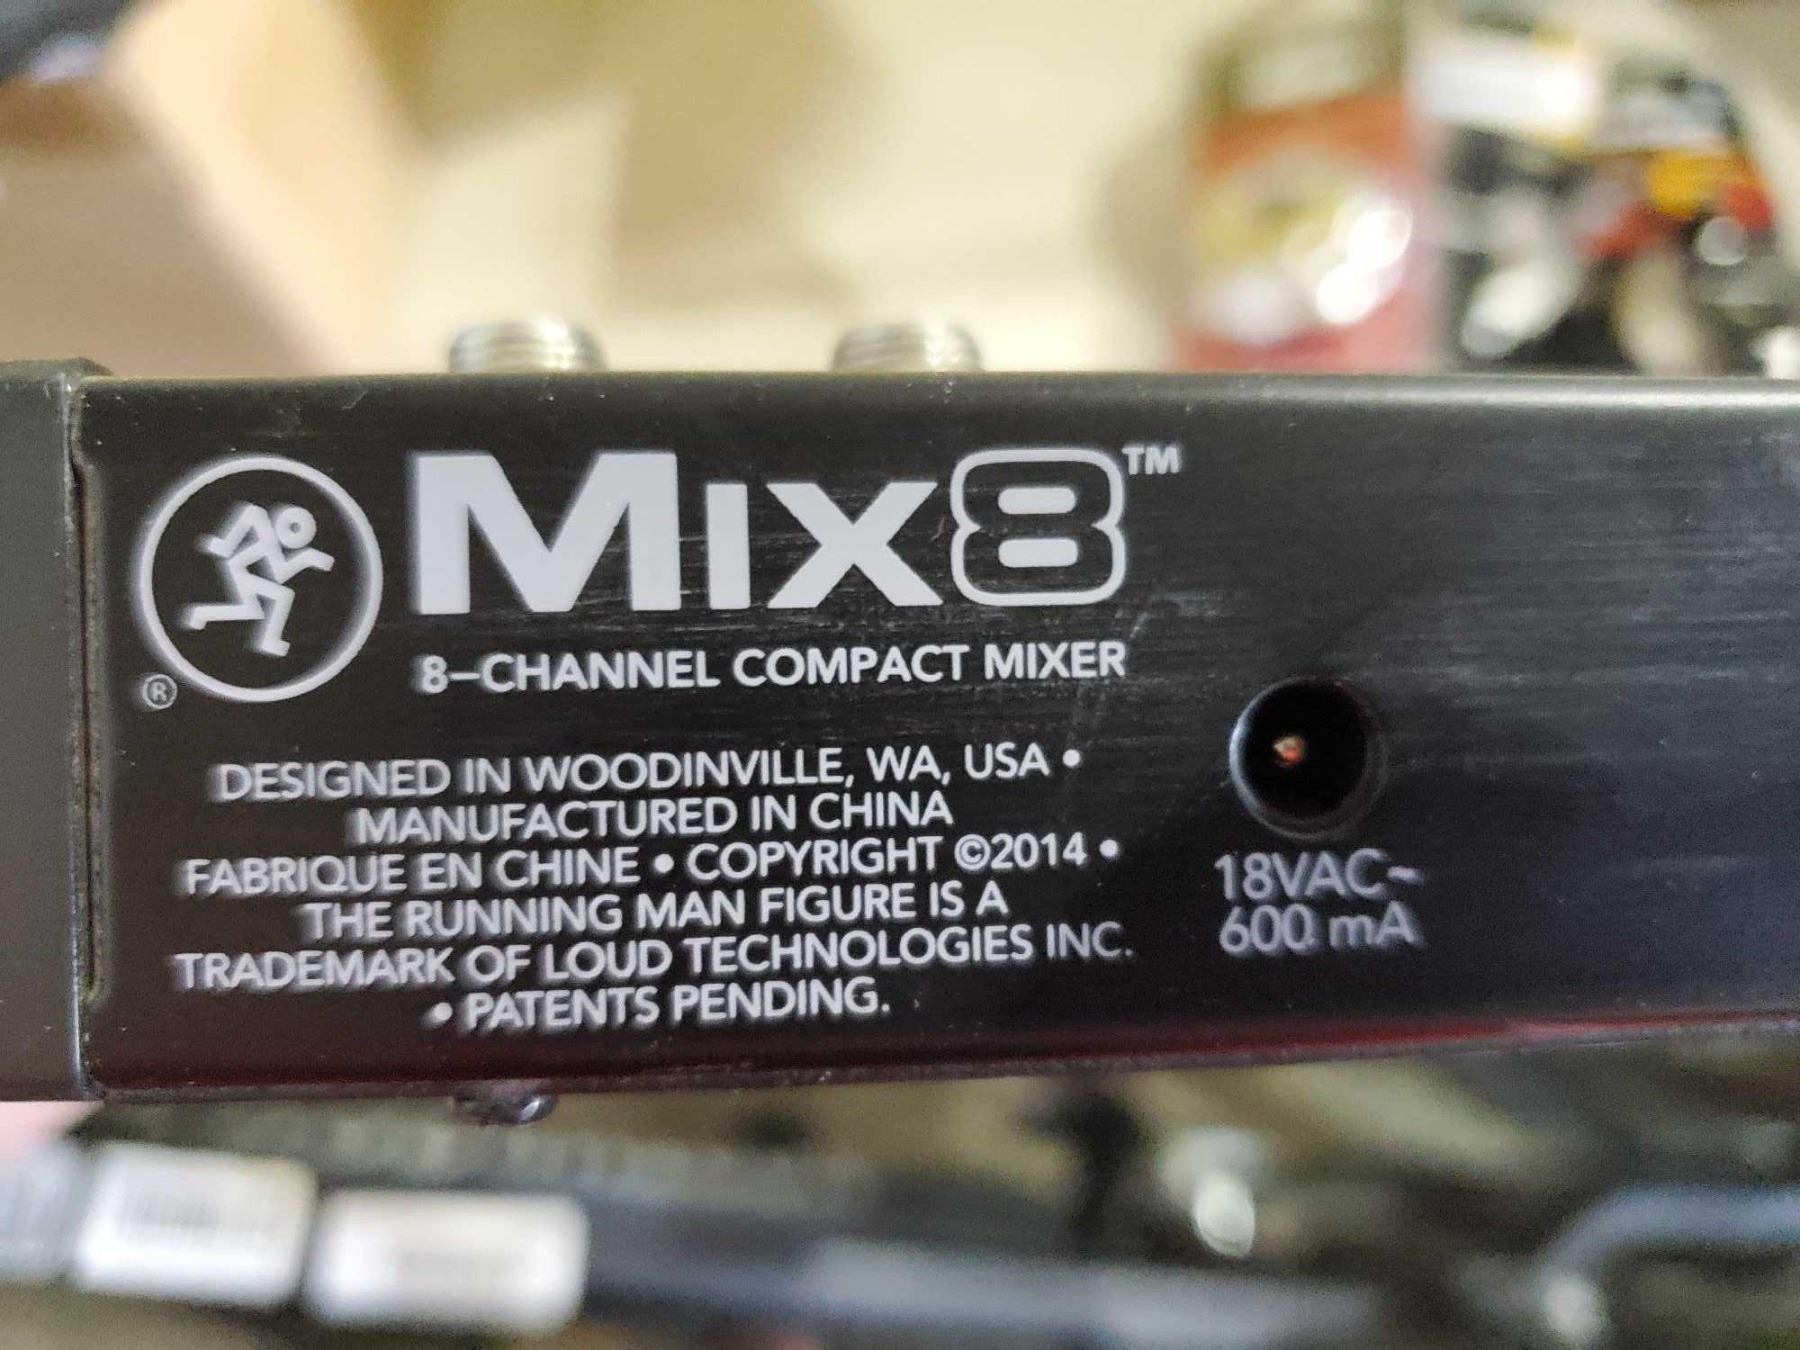 Mix8™
8–CHANNEL COMPACT MIXER
®
DESIGNED IN WOODINVILLE, WA, USA •
MANUFACTURED IN CHINA
FABRIQUE EN CHINE • COPYRIGHT ©2014 •
THE RUNNING MAN FIGURE IS A
TRADEMARK OF LOUD TECHNOLOGIES INC.
• PATENTS PENDING.
18VAC~
600 mA